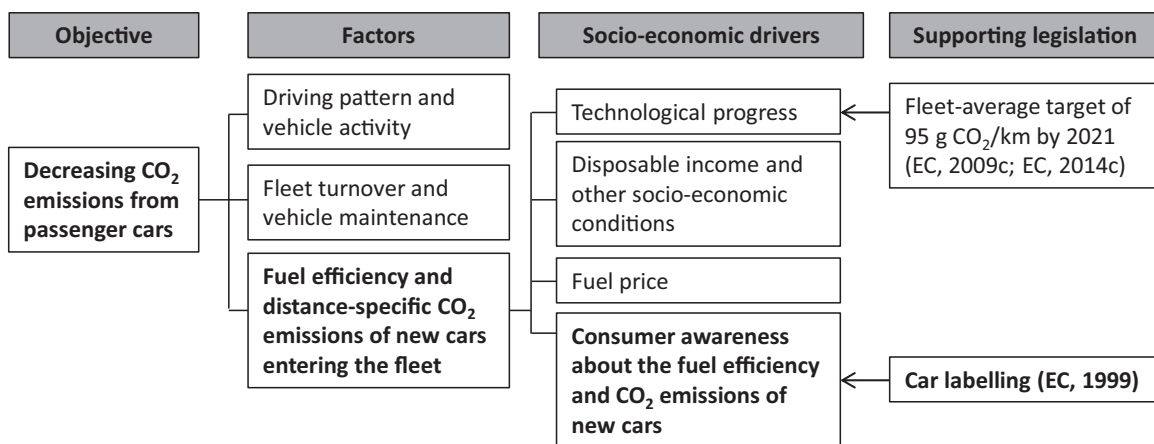 Objective
Factors
Socio-economic drivers
Supporting legislation
Decreasing CO₂
emissions from
passenger cars
Driving pattern and
vehicle activity
Fleet turnover and
vehicle maintenance
Fuel efficiency and
distance-specific CO₂
emissions of new cars
entering the fleet
Technological progress
Disposable income and
other socio-economic
conditions
Fuel price
Consumer awareness
about the fuel efficiency
and CO₂ emissions of
new cars
Fleet-average target of
95 g CO₂/km by 2021
(EC, 2009c; EC, 2014c)
Car labelling (EC, 1999)